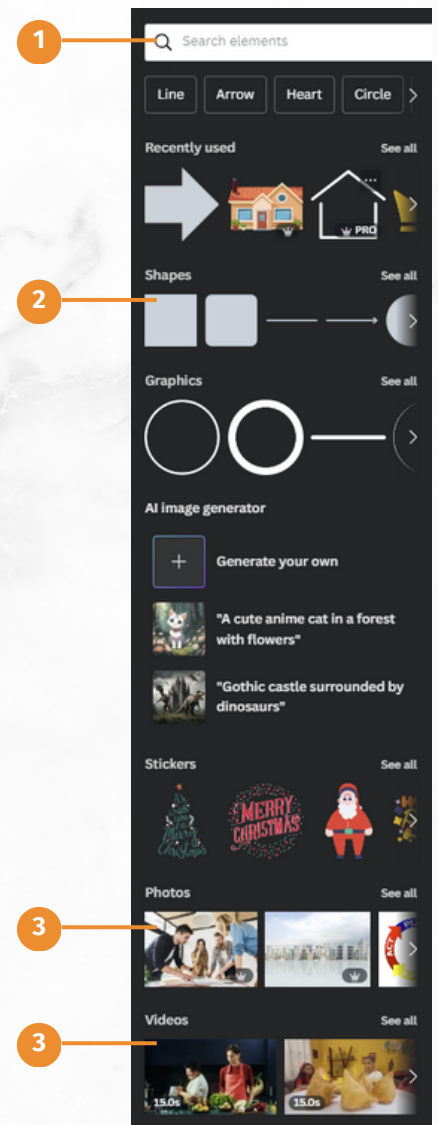 1
Search elements
Line Arrow Heart Circle
Recently used See all
PRO
2
Shapes See all
Graphics See all
AI image generator
Generate your own
"A cute anime cat in a forest
with flowers"
"Gothic castle surrounded by
dinosaurs"
Stickers See all
MERRY
CHRISTMAS
Photos See all
3
ACT
Videos See all
3
15.0s 15.0s